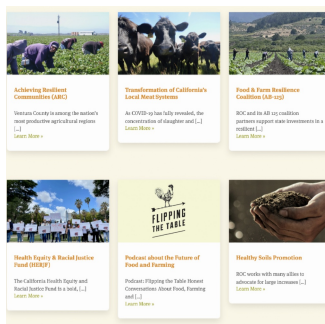 Achieving Resilient
Communities (ARC)
Ventura County is among the nation's
most productive agricultural regions
[...]
Learn More »
Transformation of California's
Local Meat Systems
As COVID-19 has fully revealed, the
concentration of slaughter and [...]
Learn More »
Food & Farm Resilience
Coalition (AB-125)
ROC and its AB 125 coalition
partners support state investments in a
resilient [...]
Learn More »
Health Equity & Racial Justice
Fund (HERJF)
The California Health Equity and
Racial Justice Fund is a bold, [...]
Learn More »
FLIPPING
THE TABLE
Podcast about the Future of
Food and Farming
Podcast: Flipping the Table Honest
Conversations About Food, Farming
and [...]
Learn More »
Healthy Soils Promotion
ROC works with many allies to
advocate for large increases [...]
Learn More »